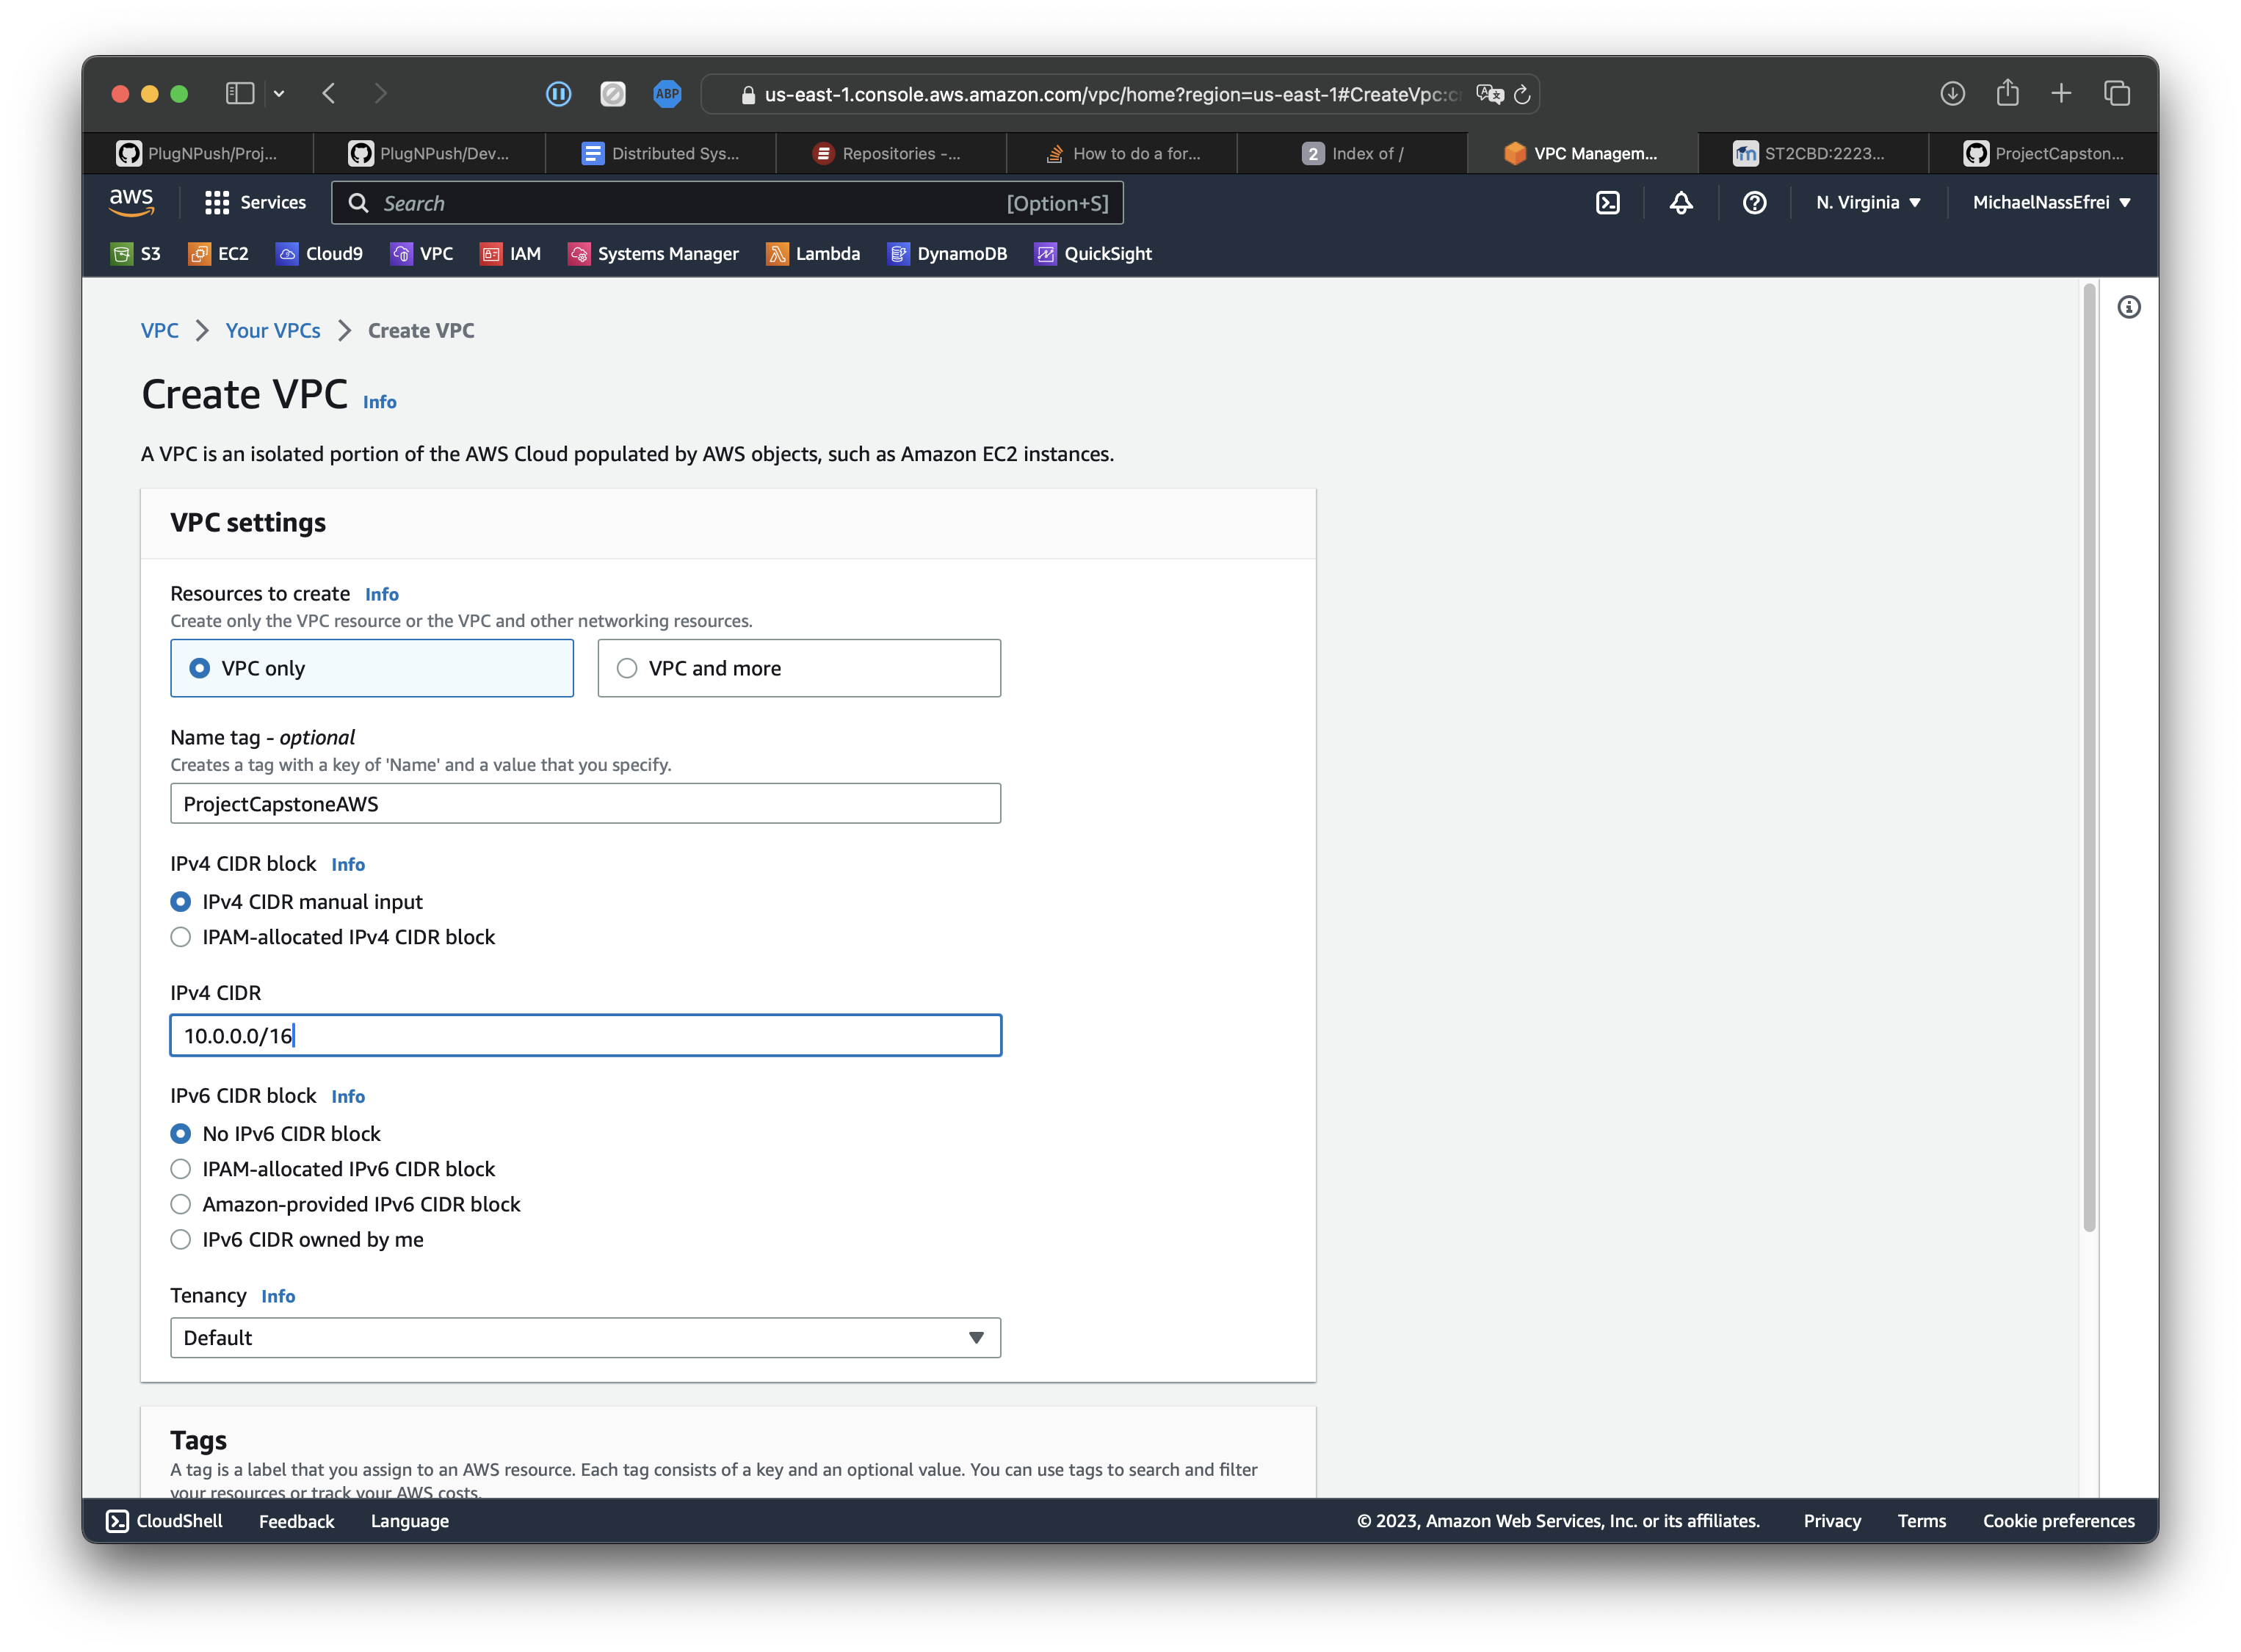 ABP
us-east-1.console.aws.amazon.com/vpc/home?region=us-east-1#CreateVpc:c
PlugNPush/Proj...
PlugNPush/Dev...
Distributed Sys...
Repositories -...
How to do a for...
2 Index of /
VPC Managem...
ST2CBD:2223...
ProjectCapston...
aws
Services
Search
[Option+S]
N. Virginia
MichaelNassEfrei
S3
EC2
Cloud9
VPC
IAM
Systems Manager
Lambda
DynamoDB
QuickSight
VPC > Your VPCs > Create VPC
Create VPC Info
A VPC is an isolated portion of the AWS Cloud populated by AWS objects, such as Amazon EC2 instances.
VPC settings
Resources to create Info
Create only the VPC resource or the VPC and other networking resources.
VPC only
VPC and more
Name tag - optional
Creates a tag with a key of 'Name' and a value that you specify.
ProjectCapstoneAWS
IPv4 CIDR block Info
IPv4 CIDR manual input
IPAM-allocated IPv4 CIDR block
IPv4 CIDR
10.0.0.0/16
IPv6 CIDR block Info
No IPv6 CIDR block
IPAM-allocated IPv6 CIDR block
Amazon-provided IPv6 CIDR block
IPv6 CIDR owned by me
Tenancy Info
Default
Tags
A tag is a label that you assign to an AWS resource. Each tag consists of a key and an optional value. You can use tags to search and filter
your resources or track your AWS costs.
CloudShell
Feedback
Language
© 2023, Amazon Web Services, Inc. or its affiliates.
Privacy
Terms
Cookie preferences